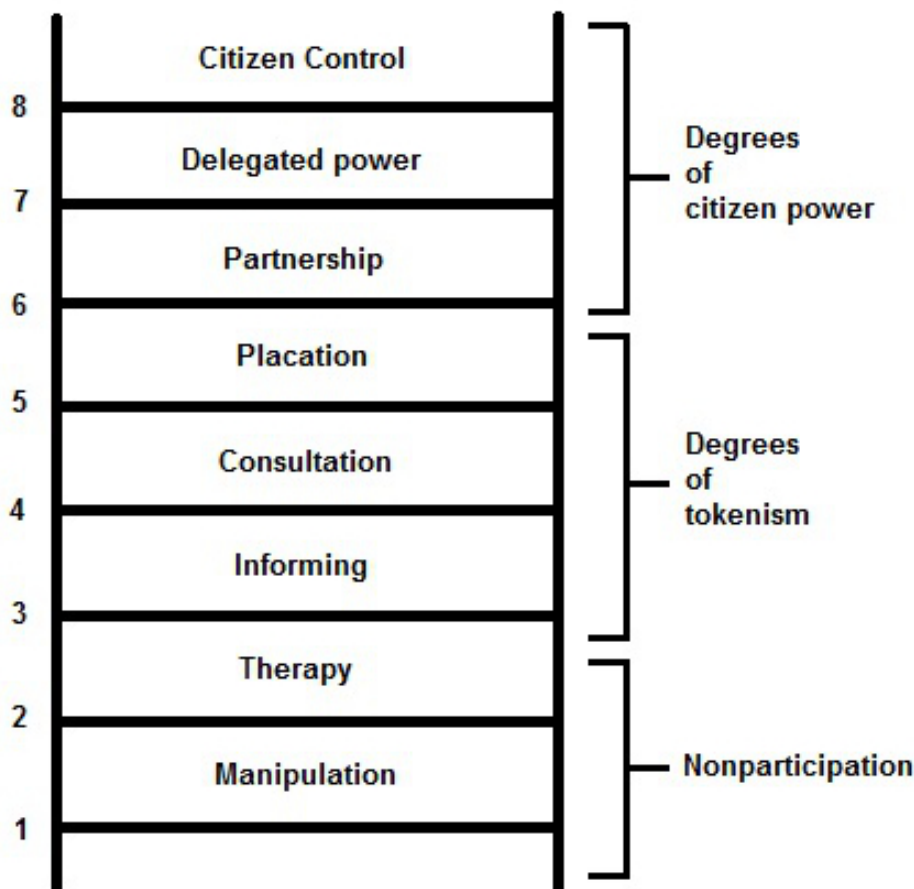 Citizen Control
8
Delegated power
7
Partnership
6
Placation
5
Consultation
4
Informing
3
Therapy
2
Manipulation
1
Degrees
of
citizen power
Degrees
of
tokenism
Nonparticipation